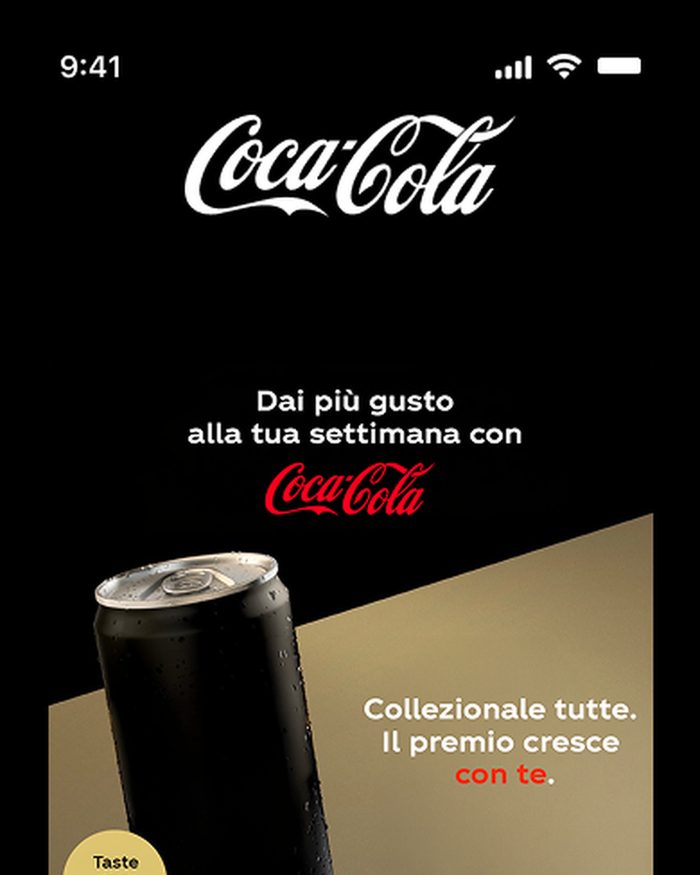 9:41
Coca-Cola
Dai più gusto
alla tua settimana con
Coca-Cola
Collezionale tutte.
Il premio cresce
con te.
Taste